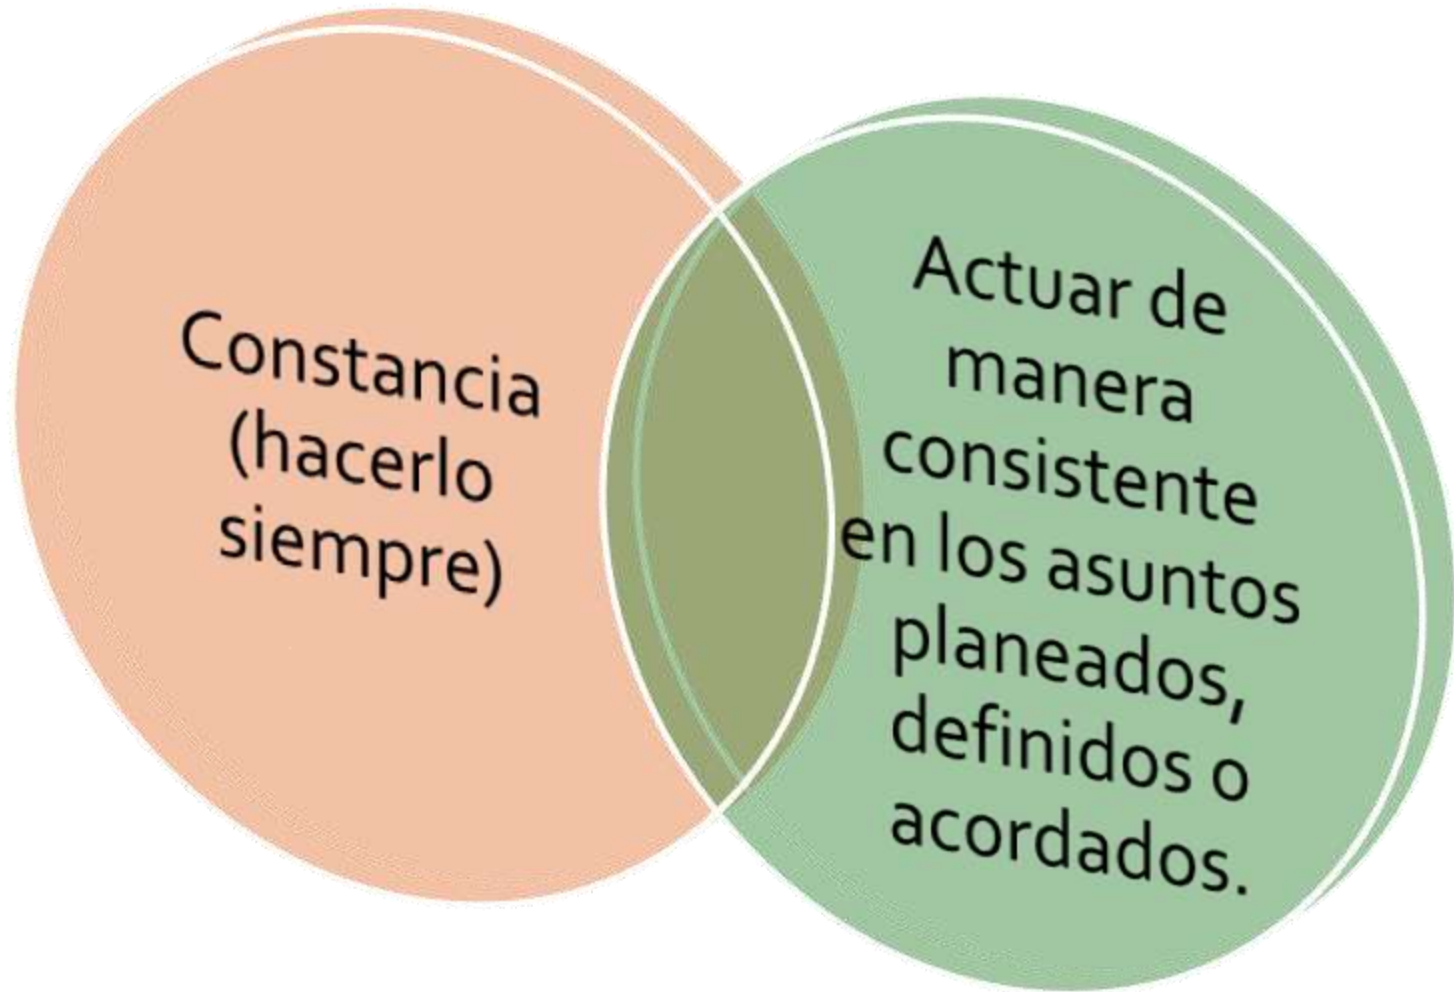 Constancia
(hacerlo
siempre)
Actuar de
manera
consistente
en los asuntos
planeados,
definidos o
acordados.